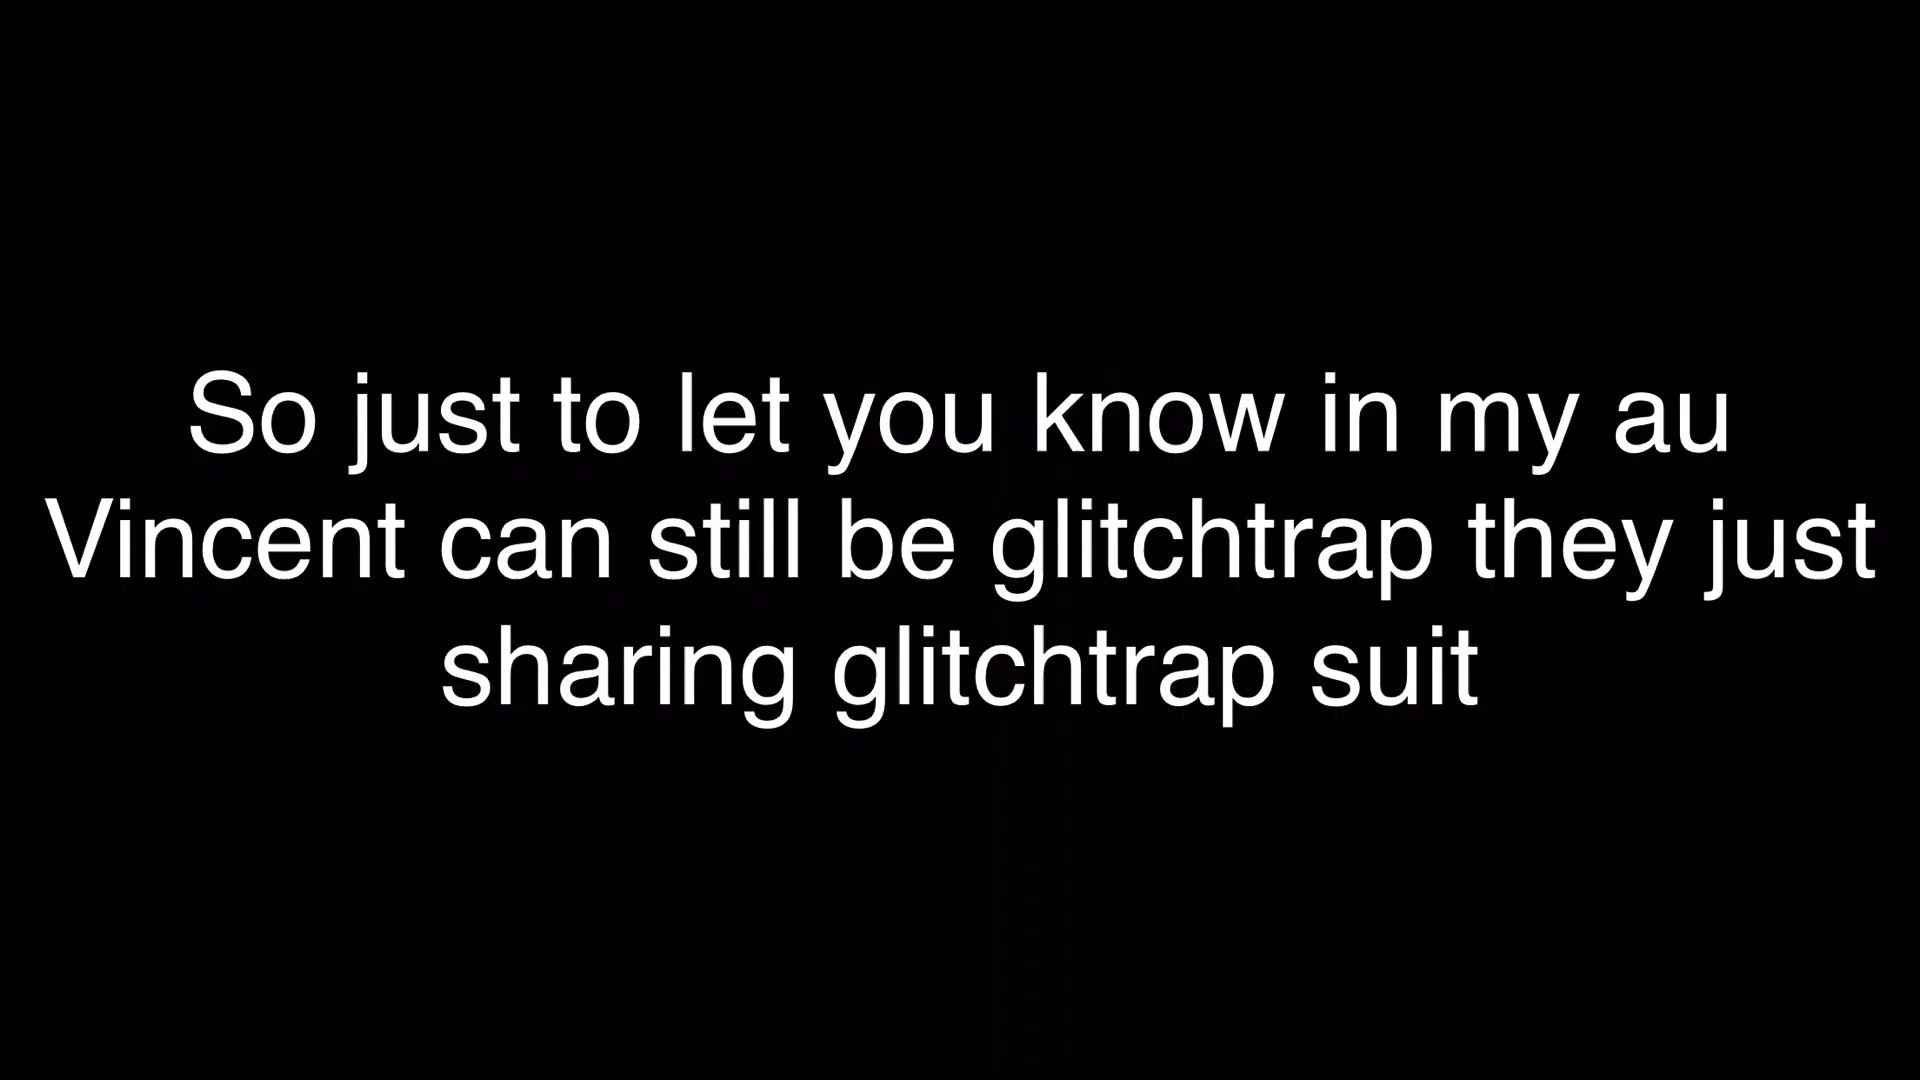 So just to let you know in my au
Vincent can still be glitchtrap they just
sharing glitchtrap suit